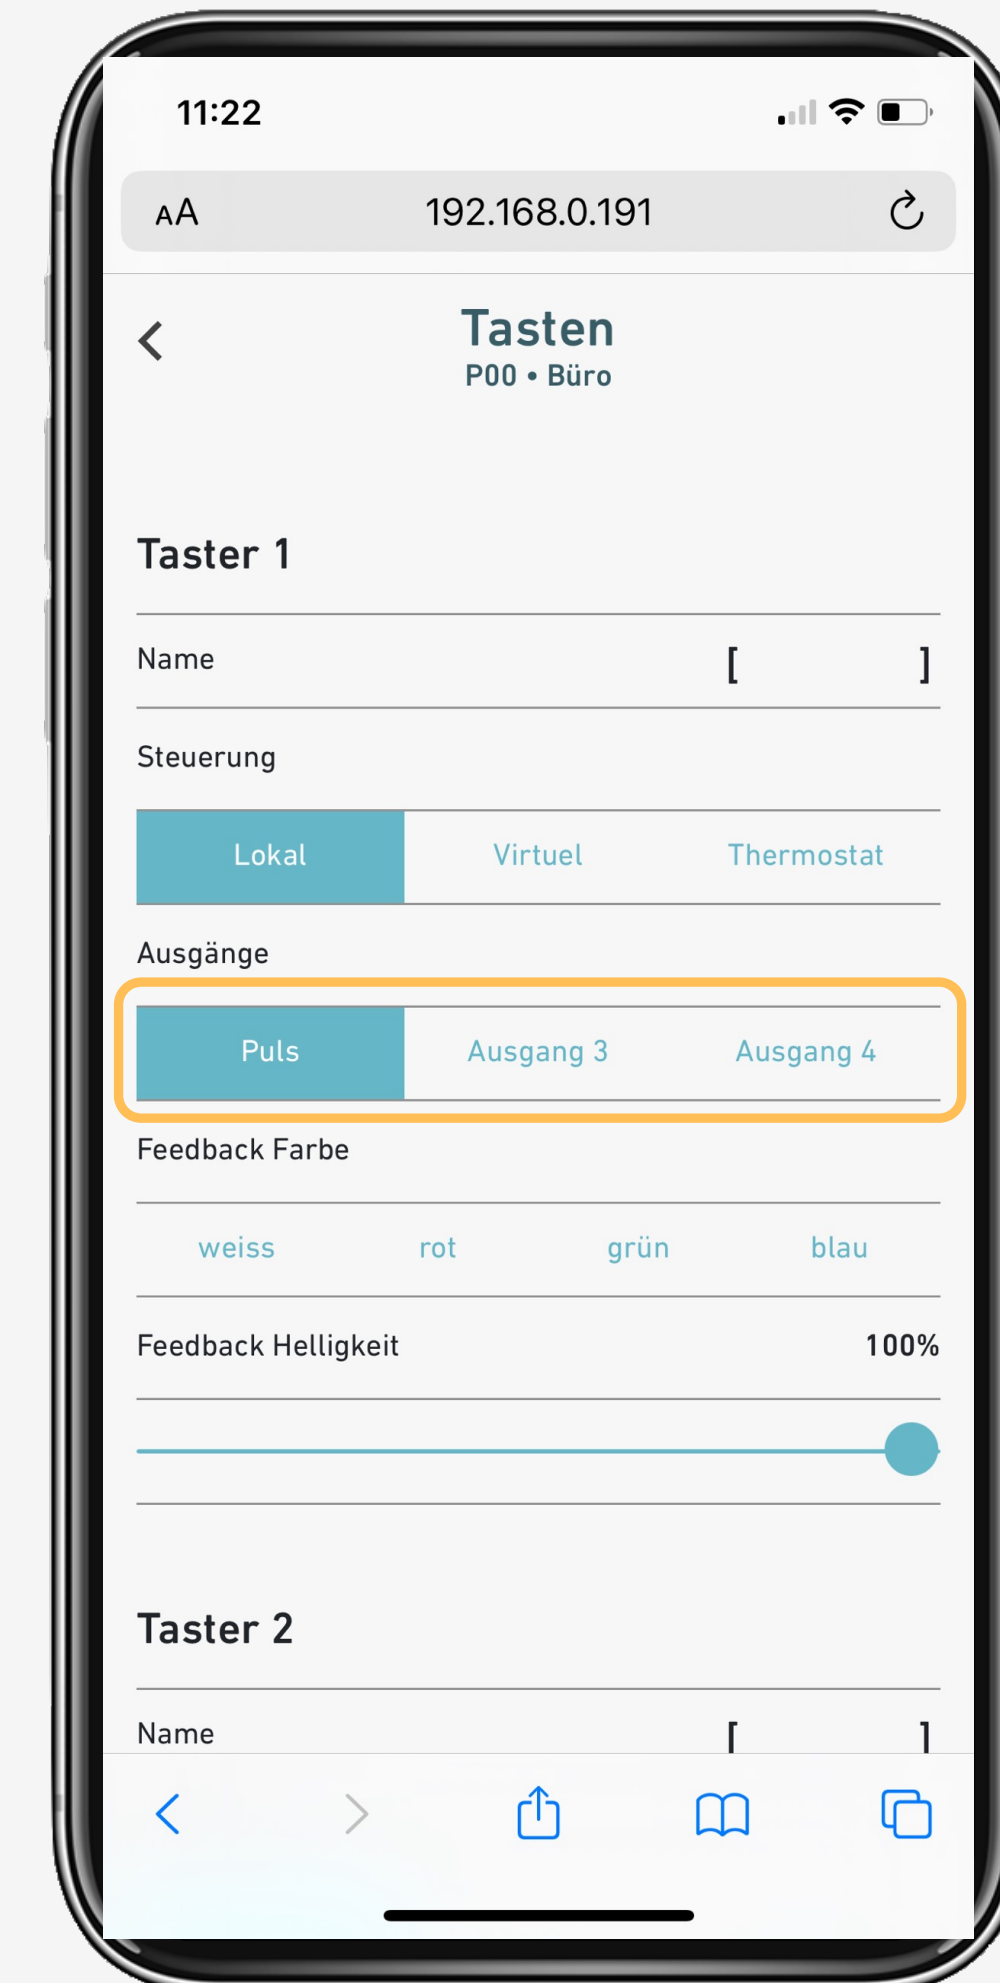 11:22
AA 192.168.0.191
Tasten
P00 • Büro
Taster 1
Name [ ]
Steuerung
Lokal Virtuel Thermostat
Ausgänge
Puls Ausgang 3 Ausgang 4
Feedback Farbe
weiss rot grün blau
Feedback Helligkeit 100%
Taster 2
Name [ ]